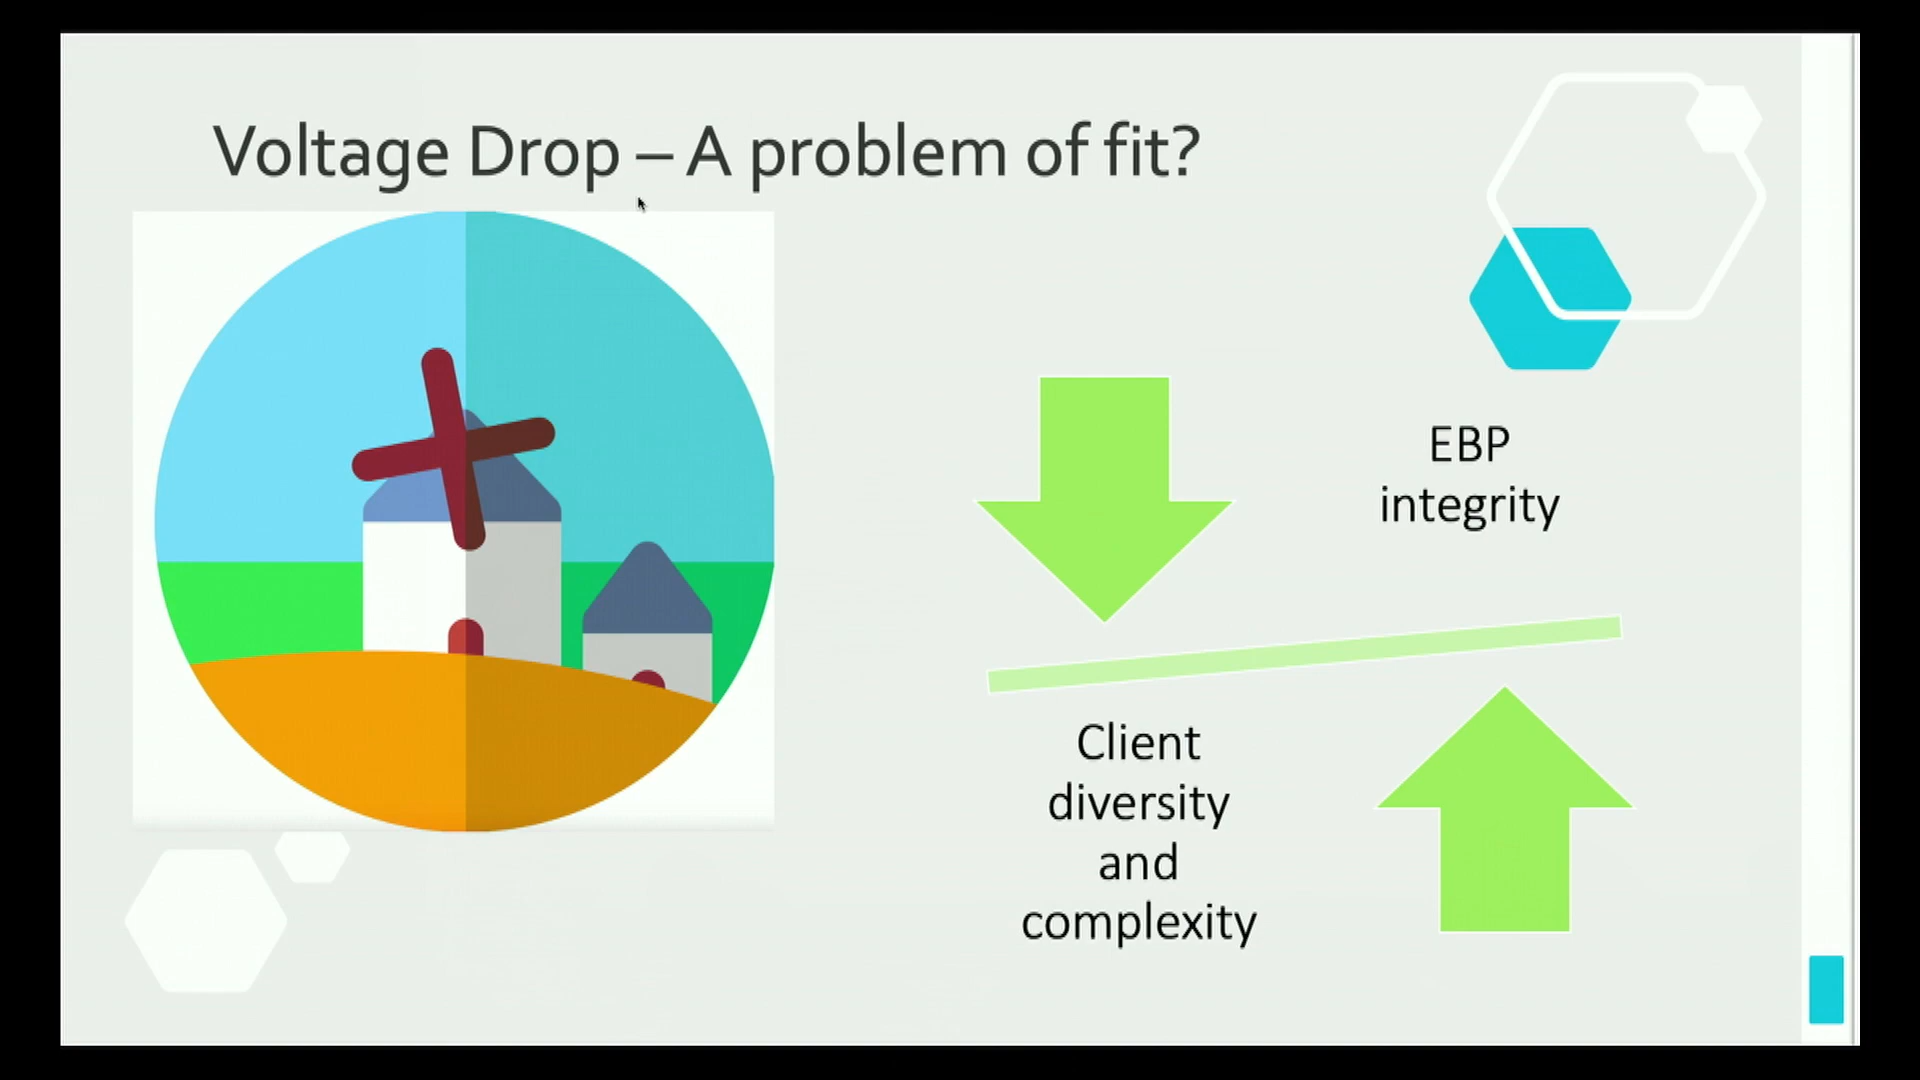 Voltage Drop – A problem of fit?
EBP
integrity
Client
diversity
and
complexity